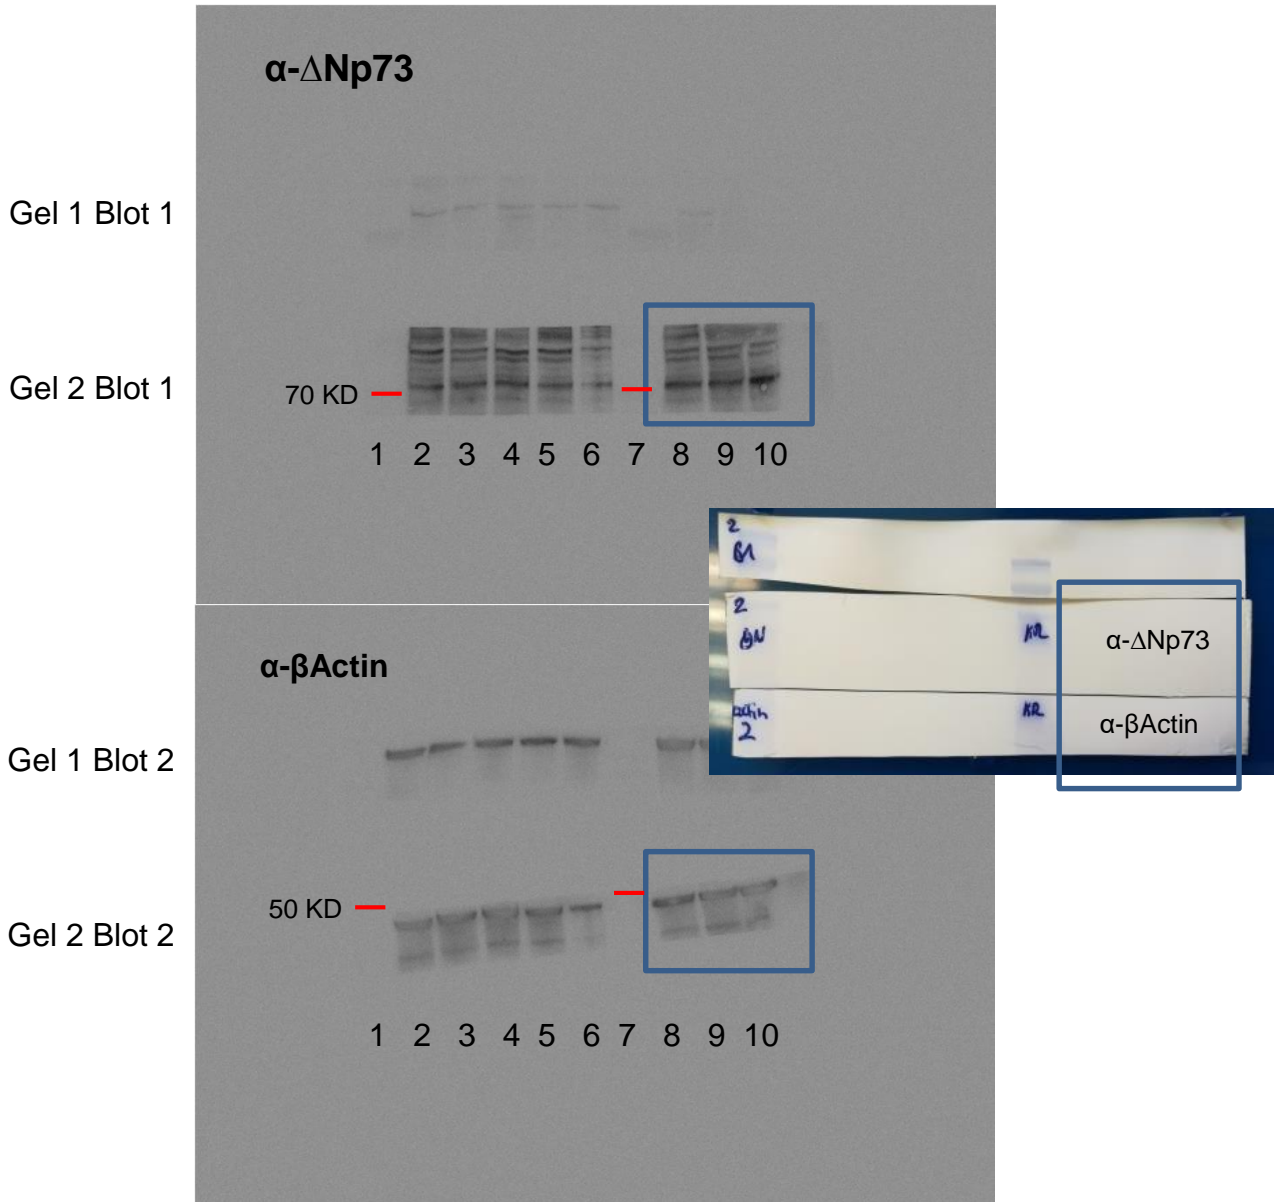 α-ΔNp73
Gel 1 Blot 1
Gel 2 Blot 1
70 KD
1 2 3 4 5 6 7 8 9 10
2
2
KR
α-ΔNp73
actin
2
KR
α-βActin
α-βActin
Gel 1 Blot 2
50 KD
Gel 2 Blot 2
1 2 3 4 5 6 7 8 9 10